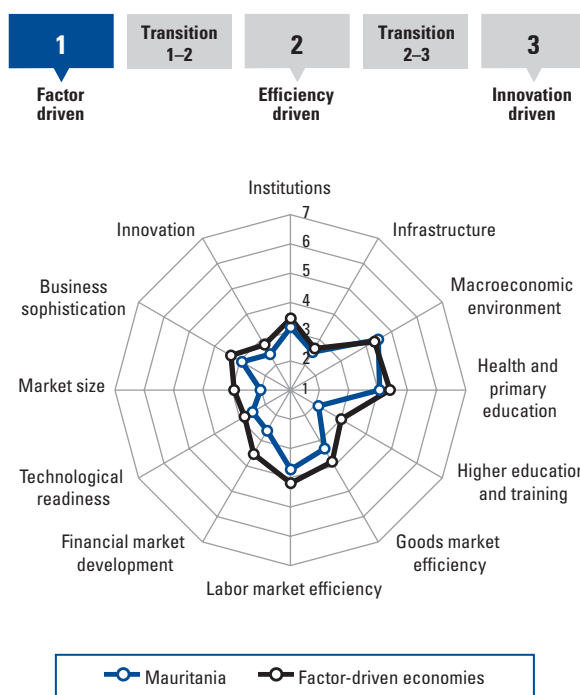 1
Transition
1–2
2
Transition
2–3
3
Factor
driven
Efficiency
driven
Innovation
driven
Institutions
7
Innovation
Infrastructure
6
Business
sophistication
5
Macroeconomic
environment
4
3
2
Market size
1
Health and
primary
education
Technological
readiness
Higher education
and training
Financial market
development
Goods market
efficiency
Labor market efficiency
Mauritania
Factor-driven economies